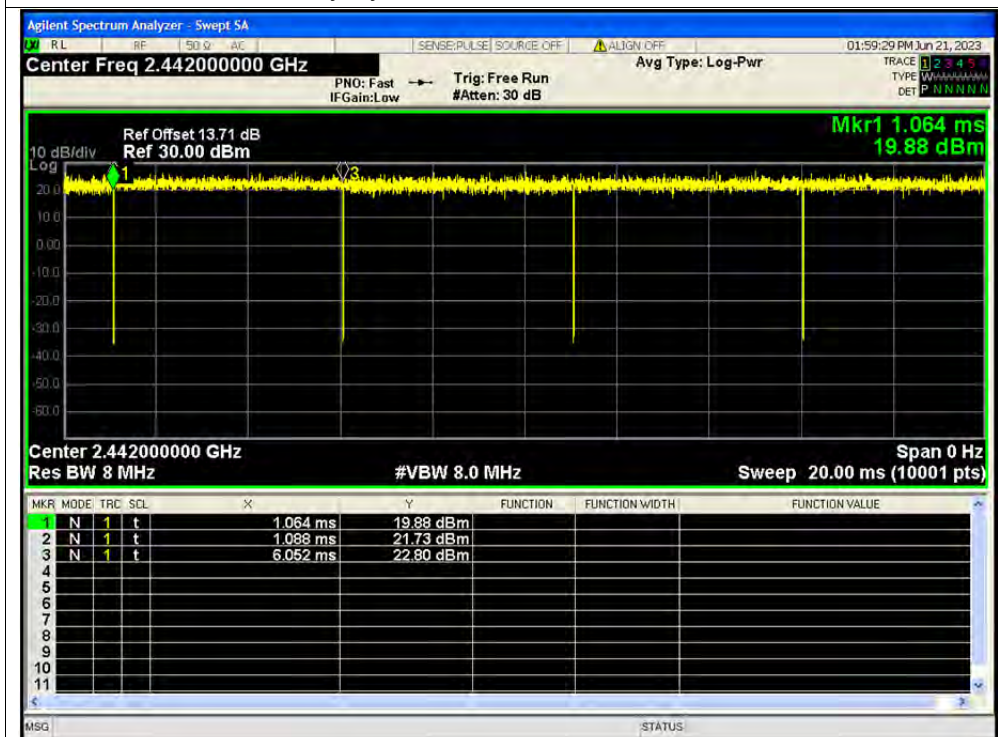 Agilent Spectrum Analyzer - Swept SA
RL RF 50 Ω AC SENSE:PULSE SOURCE OFF ALIGN OFF 01:59:29 PM Jun 21, 2023
Center Freq 2.442000000 GHz Avg Type: Log-Pwr TRACE 1 2 3 4 5 6
PNO: Fast Trig: Free Run TYPE
IFGain:Low #Atten: 30 dB DET P N N N N N
Mkr1 1.064 ms
Ref Offset 13.71 dB
10 dB/div Ref 30.00 dBm 19.88 dBm
Log
1 3
20.0
10.0
0.00
-10.0
-20.0
-30.0
-40.0
-50.0
-60.0
Center 2.442000000 GHz Span 0 Hz
Res BW 8 MHz #VBW 8.0 MHz Sweep 20.00 ms (10001 pts)
MKR MODE TRC SCL X Y FUNCTION FUNCTION WIDTH FUNCTION VALUE
1 N 1 t 1.064 ms 19.88 dBm
2 N 1 t 1.088 ms 21.73 dBm
3 N 1 t 6.052 ms 22.80 dBm
4
5
6
7
8
9
10
11
MSG STATUS